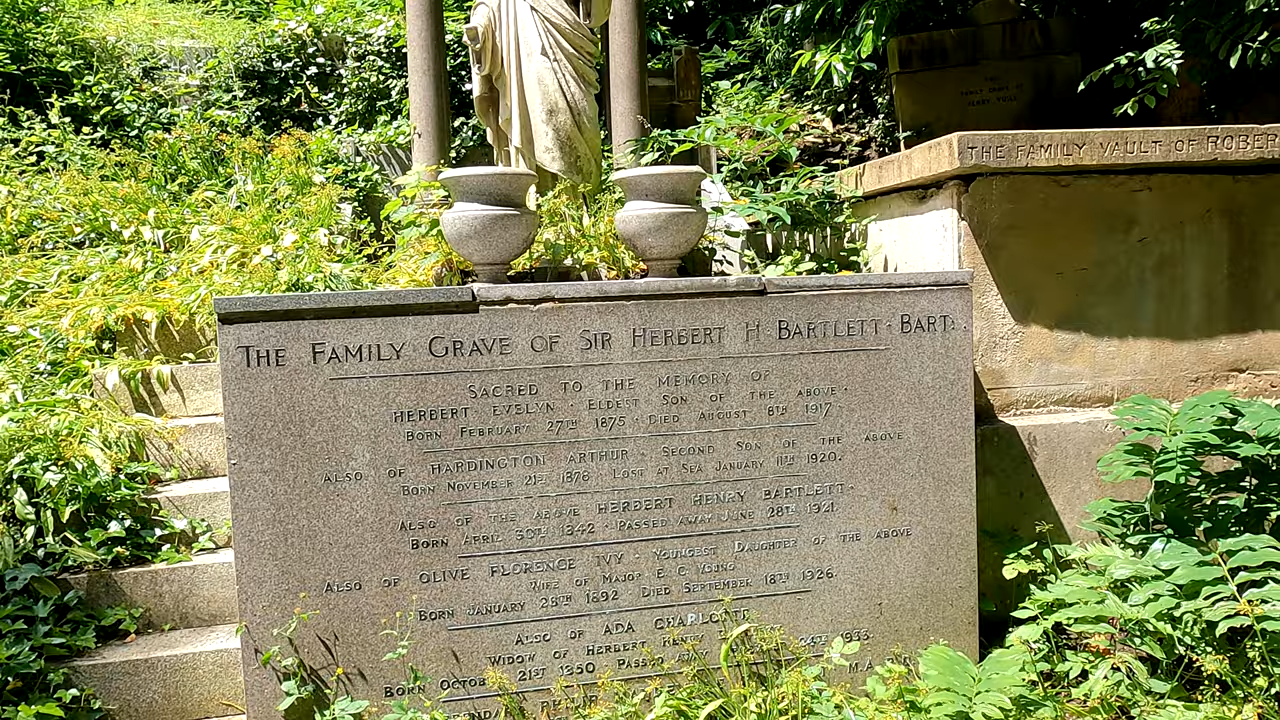 THE FAMILY VAULT OF ROBER
THE FAMILY GRAVE OF SIR HERBERT H BARTLETT · BART.
SACRED TO THE MEMORY OF
HERBERT EVELYN · ELDEST SON OF THE ABOVE ·
BORN FEBRUARY 27TH 1875 · DIED AUGUST 8TH 1917
ALSO OF HARDINGTON ARTHUR · SECOND SON OF THE ABOVE
BORN NOVEMBER 21ST 1876 · LOST AT SEA JANUARY 11TH 1920.
ALSO OF THE ABOVE HERBERT HENRY BARTLETT ·
BORN APRIL 30TH 1842 · PASSED AWAY JUNE 28TH 1921
ALSO OF OLIVE FLORENCE IVY · YOUNGEST DAUGHTER OF THE ABOVE
WIFE OF MAJOR E. C. YOUNG
BORN JANUARY 28TH 1892 DIED SEPTEMBER 18TH 1926
ALSO OF ADA CHARLOTTE
WIDOW OF HERBERT HENRY
BORN OCTOBER 21ST 1850 · PASSED AWAY 24TH 1933
M.A.